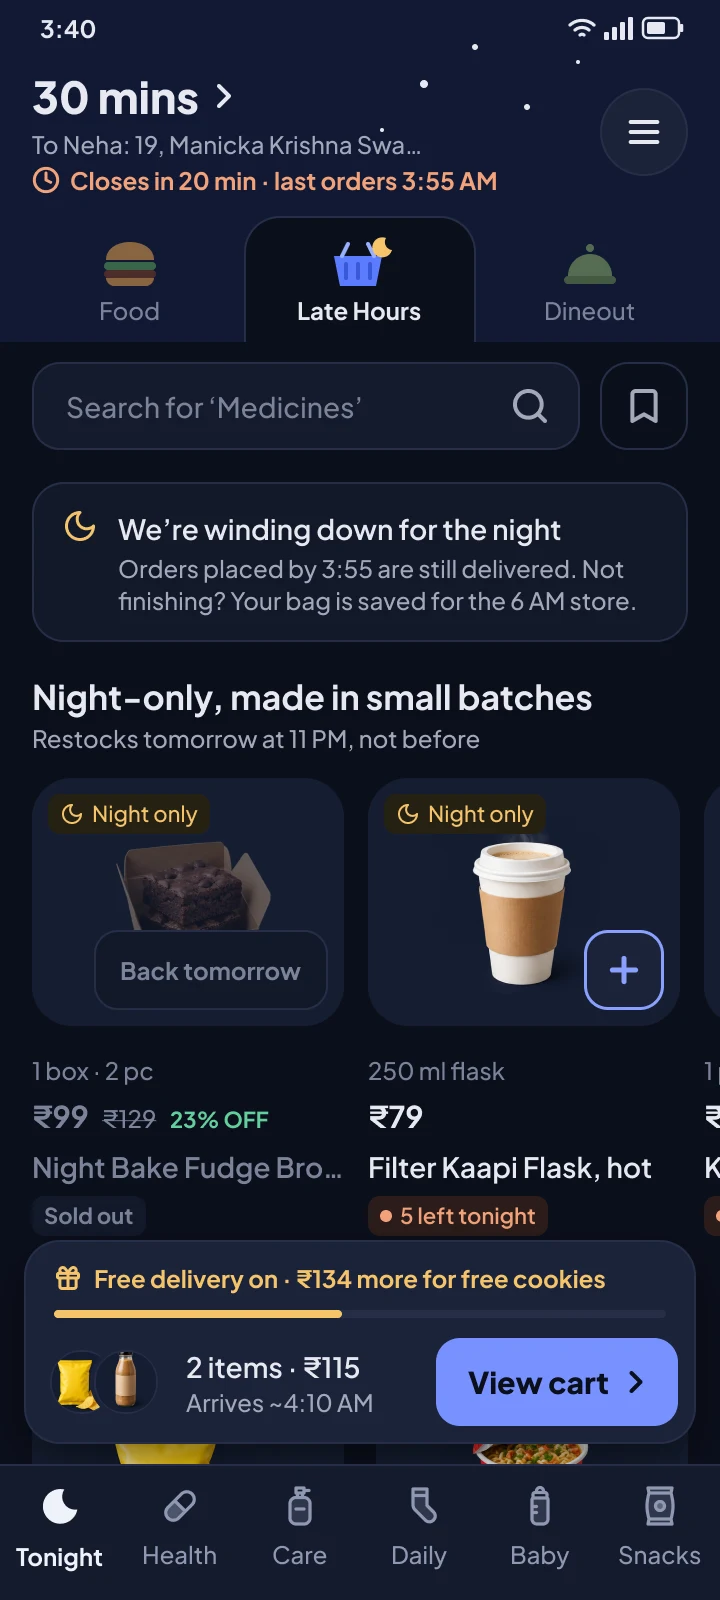 3:40
30 mins
To Neha: 19, Manicka Krishna Swa...
Closes in 20 min · last orders 3:55 AM
Food
Late Hours
Dineout
Search for ‘Medicines’
We’re winding down for the night
Orders placed by 3:55 are still delivered. Not
finishing? Your bag is saved for the 6 AM store.
Night-only, made in small batches
Restocks tomorrow at 11 PM, not before
Night only
Night only
Back tomorrow
1 box · 2 pc
250 ml flask
₹99 ₹129 23% OFF
₹79
Night Bake Fudge Bro...
Filter Kaapi Flask, hot
Sold out
5 left tonight
Free delivery on · ₹134 more for free cookies
2 items · ₹115
Arrives ~4:10 AM
View cart
Tonight
Health
Care
Daily
Baby
Snacks